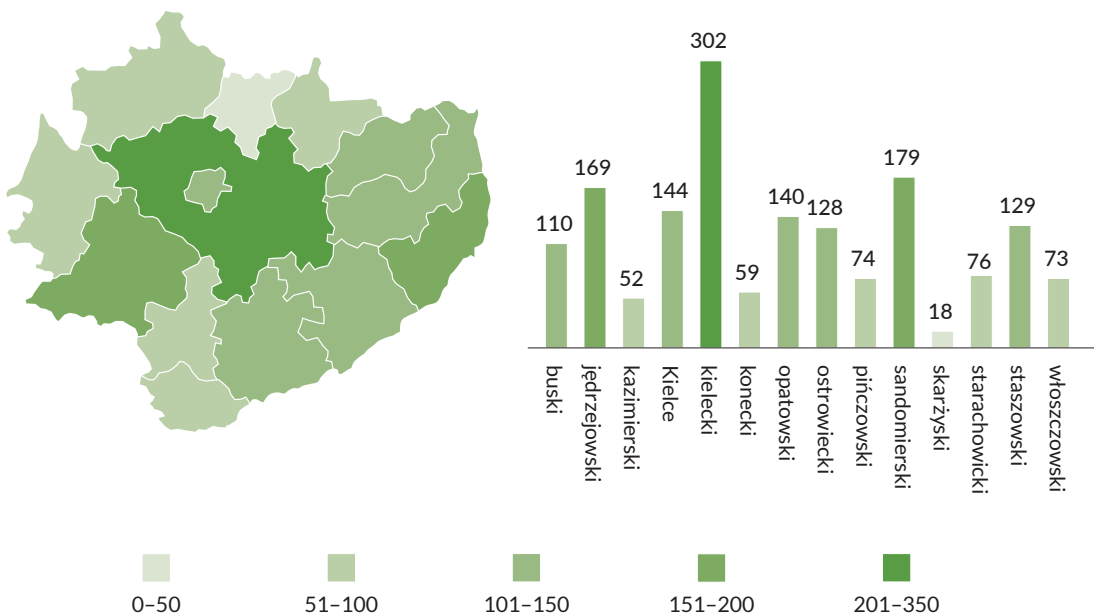 302
179
169
144
140
128
129
110
74
76
73
52
59
18
buski
jędrzejowski
kazimierski
Kielce
kielecki
konecki
opatowski
ostrowiecki
pińczowski
sandomierski
skarżyski
starachowicki
staszowski
włoszczowski
0–50
51–100
101–150
151–200
201–350